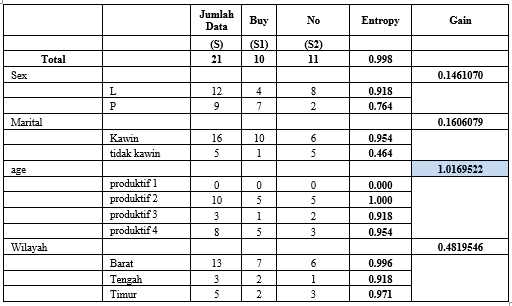 Jumlah Data Buy No Entropy Gain
(S) (S1) (S2)
Total 21 10 11 0.998
Sex 0.1461070
L 12 4 8 0.918
P 9 7 2 0.764
Marital 0.1606079
Kawin 16 10 6 0.954
tidak kawin 5 1 5 0.464
age 1.0169522
produktif 1 0 0 0 0.000
produktif 2 10 5 5 1.000
produktif 3 3 1 2 0.918
produktif 4 8 5 3 0.954
Wilayah 0.4819546
Barat 13 7 6 0.996
Tengah 3 2 1 0.918
Timur 5 2 3 0.971